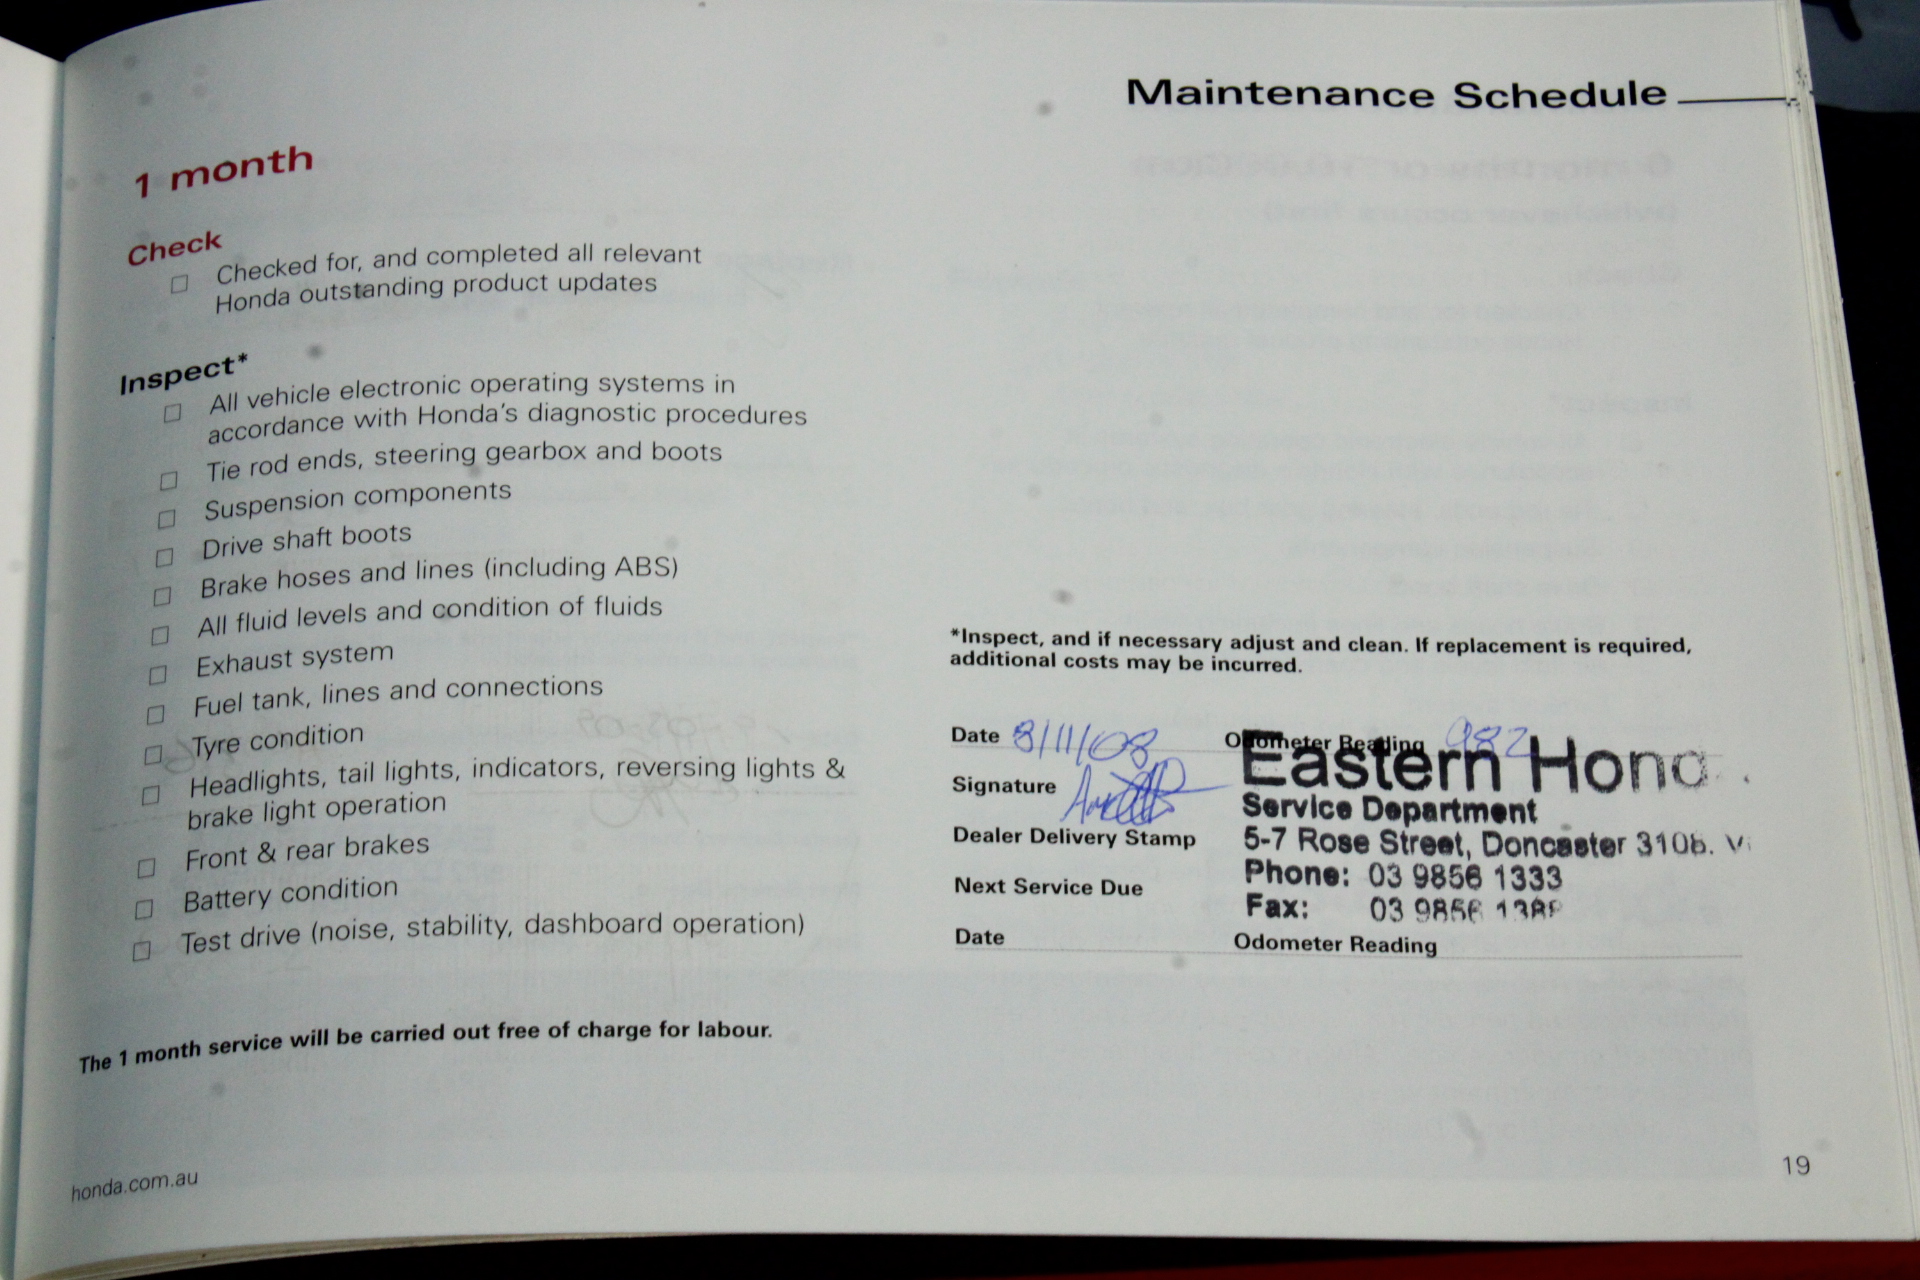 Maintenance Schedule
1 month
Check
□ Checked for, and completed all relevant
Honda outstanding product updates
Inspect*
□ All vehicle electronic operating systems in
accordance with Honda's diagnostic procedures
□ Tie rod ends, steering gearbox and boots
□ Suspension components
□ Drive shaft boots
□ Brake hoses and lines (including ABS)
□ All fluid levels and condition of fluids
□ Exhaust system
□ Fuel tank, lines and connections
□ Tyre condition
□ Headlights, tail lights, indicators, reversing lights &
brake light operation
□ Front & rear brakes
□ Battery condition
□ Test drive (noise, stability, dashboard operation)
The 1 month service will be carried out free of charge for labour.
honda.com.au
*Inspect, and if necessary adjust and clean. If replacement is required,
additional costs may be incurred.
Date 8/11/08 Odometer Reading 982
Signature
Dealer Delivery Stamp
Next Service Due
Date Odometer Reading
Eastern Hond
Service Department
5-7 Rose Street, Doncaster 3108. Vi
Phone: 03 9856 1333
Fax: 03 9856
19